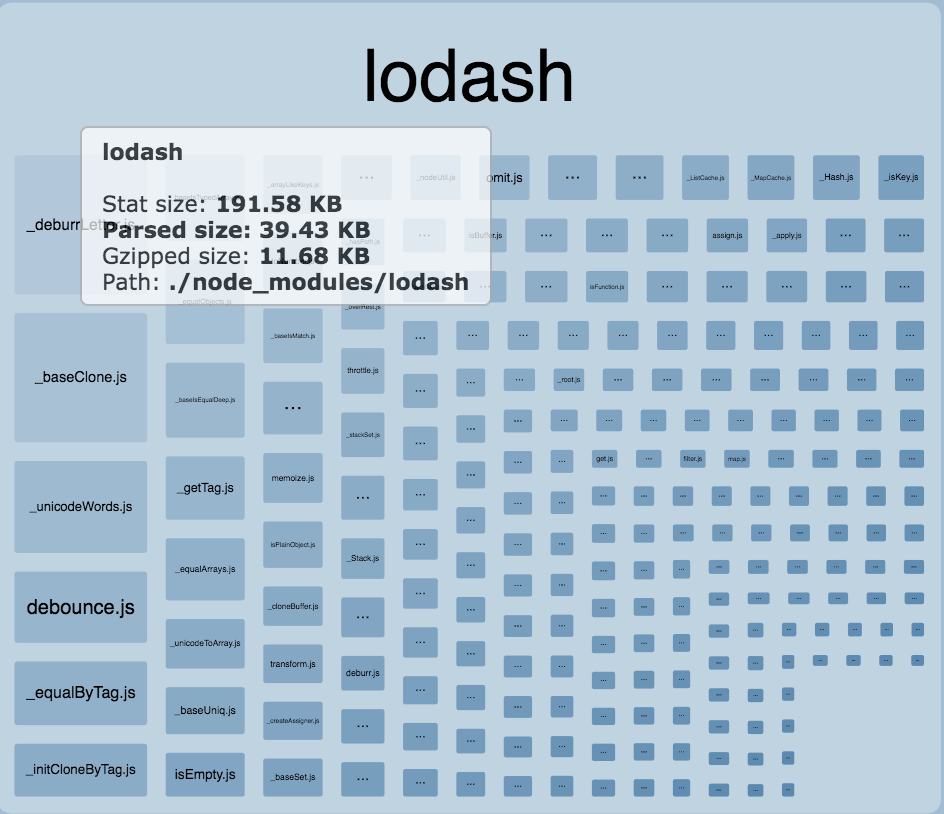 lodash
lodash
Stat size: 191.58 KB
Parsed size: 39.43 KB
Gzipped size: 11.68 KB
Path: ./node_modules/lodash
_deburrLetter.js
_arrayLikeKeys.js
...
_nodeUtil.js
omit.js
...
...
_ListCache.js
_MapCache.js
_Hash.js
_isKey.js
...
isBuffer.js
...
...
...
assign.js
_apply.js
...
...
_equalObjects.js
...
isFunction.js
...
...
...
...
...
_overRest.js
_baseClone.js
_baseIsMatch.js
_baseIsEqualDeep.js
throttle.js
...
_root.js
_stackSet.js
get.js
...
filter.js
map.js
_unicodeWords.js
_getTag.js
memoize.js
...
_equalArrays.js
isPlainObject.js
_Stack.js
debounce.js
_unicodeToArray.js
_cloneBuffer.js
...
_equalByTag.js
_baseUniq.js
transform.js
deburr.js
_createAssigner.js
...
_initCloneByTag.js
isEmpty.js
_baseSet.js
...